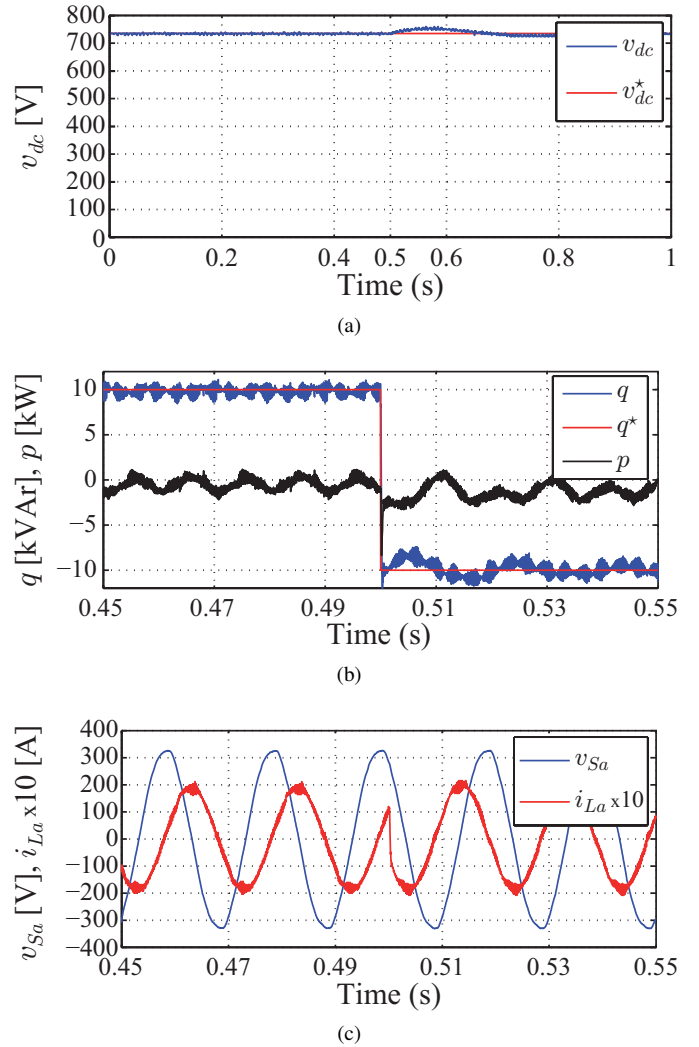 800
700
600
500
400
300
200
100
0
v_dc [V]
v_dc
v*_dc
0 0.2 0.4 0.5 0.6 0.8 1
Time (s)
(a)
10
5
0
−5
−10
q [kVAr], p [kW]
q
q*
p
0.45 0.47 0.49 0.51 0.53 0.55
Time (s)
(b)
400
300
200
100
0
−100
−200
−300
−400
v_Sa [V], i_La x10 [A]
v_Sa
i_La x10
0.45 0.47 0.49 0.51 0.53 0.55
Time (s)
(c)